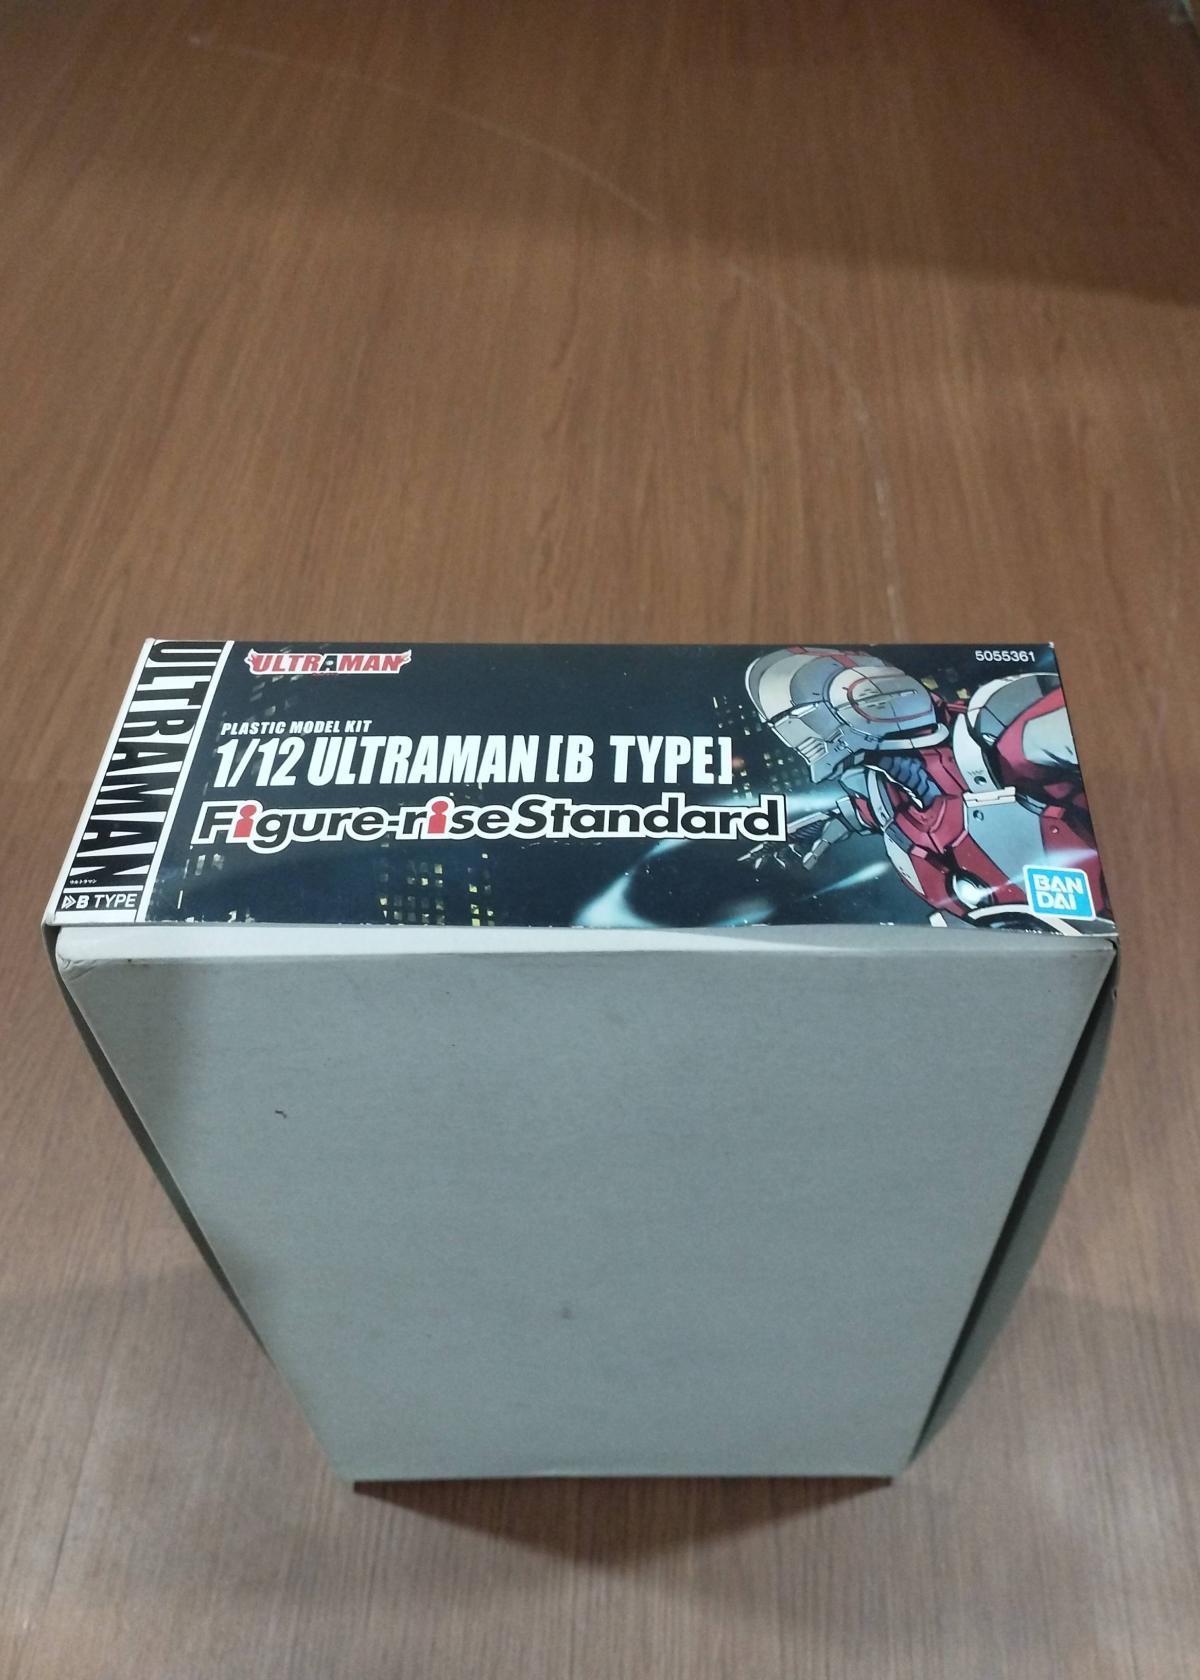 ULTRAMAN
ウルトラマン
B TYPE
ULTRAMAN
5055361
PLASTIC MODEL KIT
1/12 ULTRAMAN [B TYPE]
Figure-riseStandard
BAN
DAI